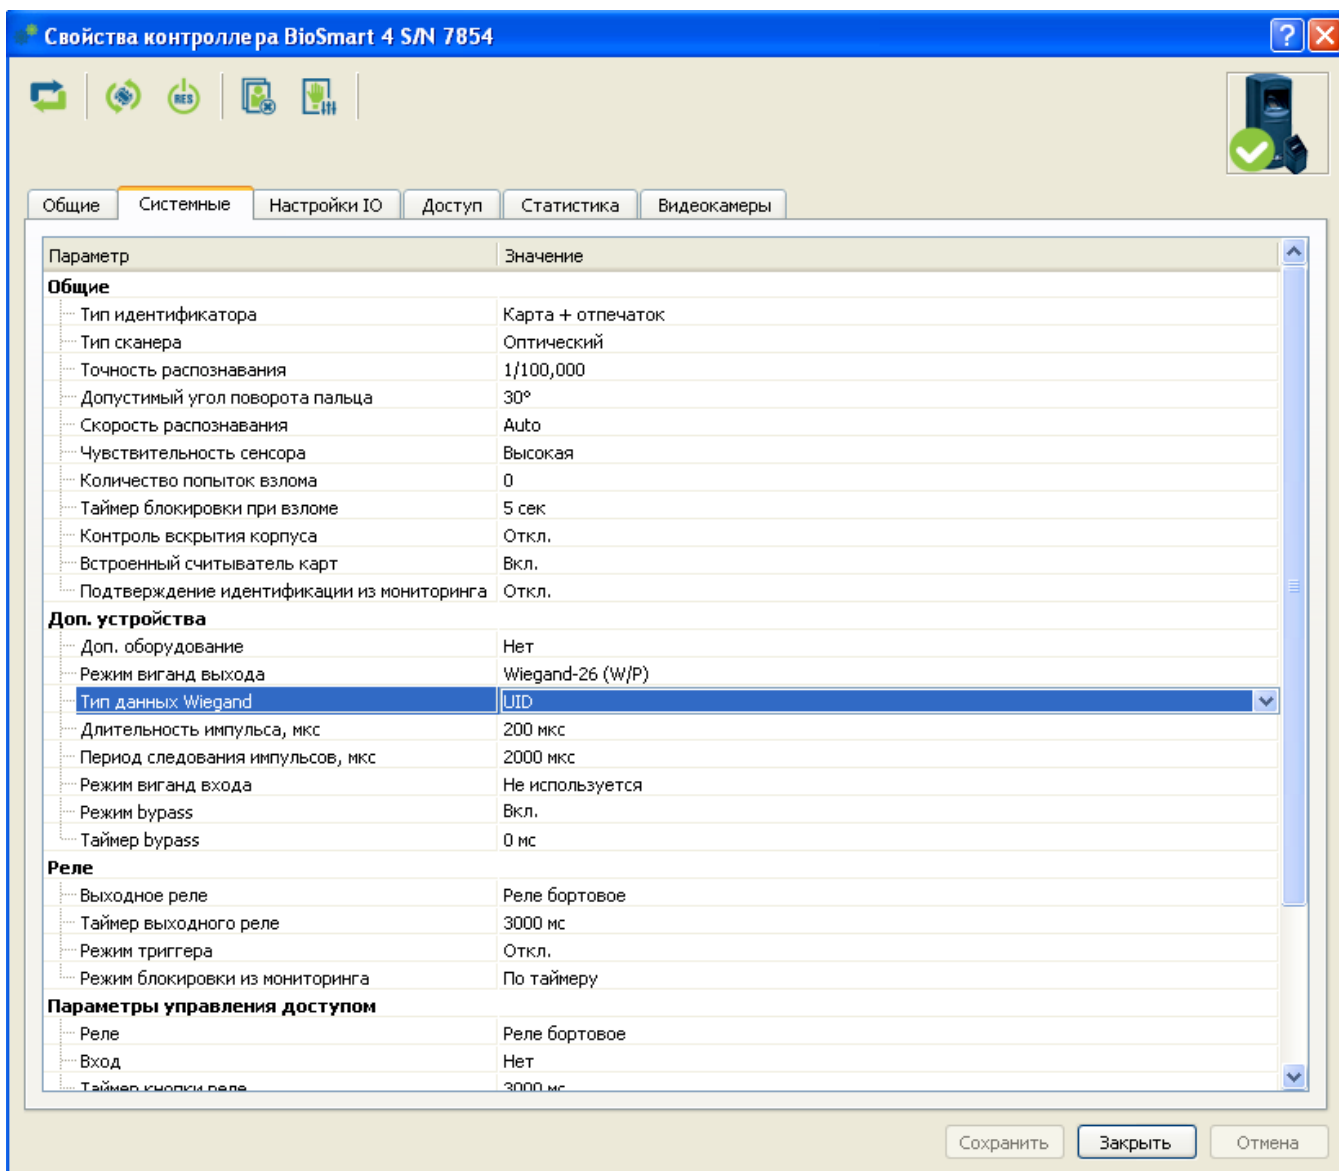 Свойства контроллера BioSmart 4 S/N 7854
RES
Общие Системные Настройки IO Доступ Статистика Видеокамеры
Параметр Значение
Общие
Тип идентификатора Карта + отпечаток
Тип сканера Оптический
Точность распознавания 1/100,000
Допустимый угол поворота пальца 30°
Скорость распознавания Auto
Чувствительность сенсора Высокая
Количество попыток взлома 0
Таймер блокировки при взломе 5 сек
Контроль вскрытия корпуса Откл.
Встроенный считыватель карт Вкл.
Подтверждение идентификации из мониторинга Откл.
Доп. устройства
Доп. оборудование Нет
Режим виганд выхода Wiegand-26 (W/P)
Тип данных Wiegand UID
Длительность импульса, мкс 200 мкс
Период следования импульсов, мкс 2000 мкс
Режим виганд входа Не используется
Режим bypass Вкл.
Таймер bypass 0 мс
Реле
Выходное реле Реле бортовое
Таймер выходного реле 3000 мс
Режим триггера Откл.
Режим блокировки из мониторинга По таймеру
Параметры управления доступом
Реле Реле бортовое
Вход Нет
Таймер кнопки реле 3000 мс
Сохранить Закрыть Отмена